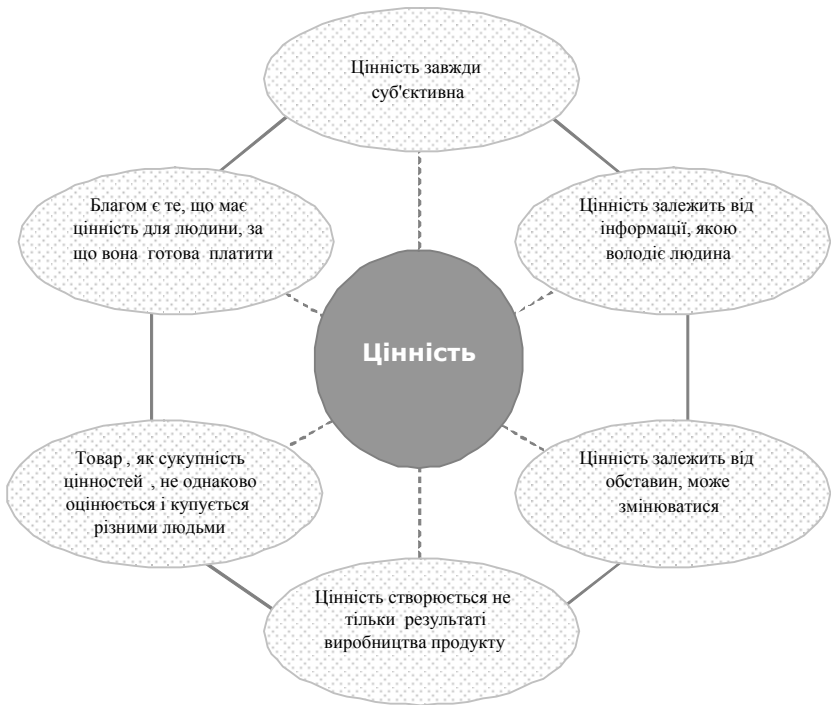 Цінність завжди
суб'єктивна
Благом є те, що має
цінність для людини, за
що вона готова платити
Цінність залежить від
інформації, якою
володіє людина
Цінність
Товар , як сукупність
цінностей , не однаково
оцінюється і купується
різними людьми
Цінність залежить від
обставин, може
змінюватися
Цінність створюється не
тільки результаті
виробництва продукту